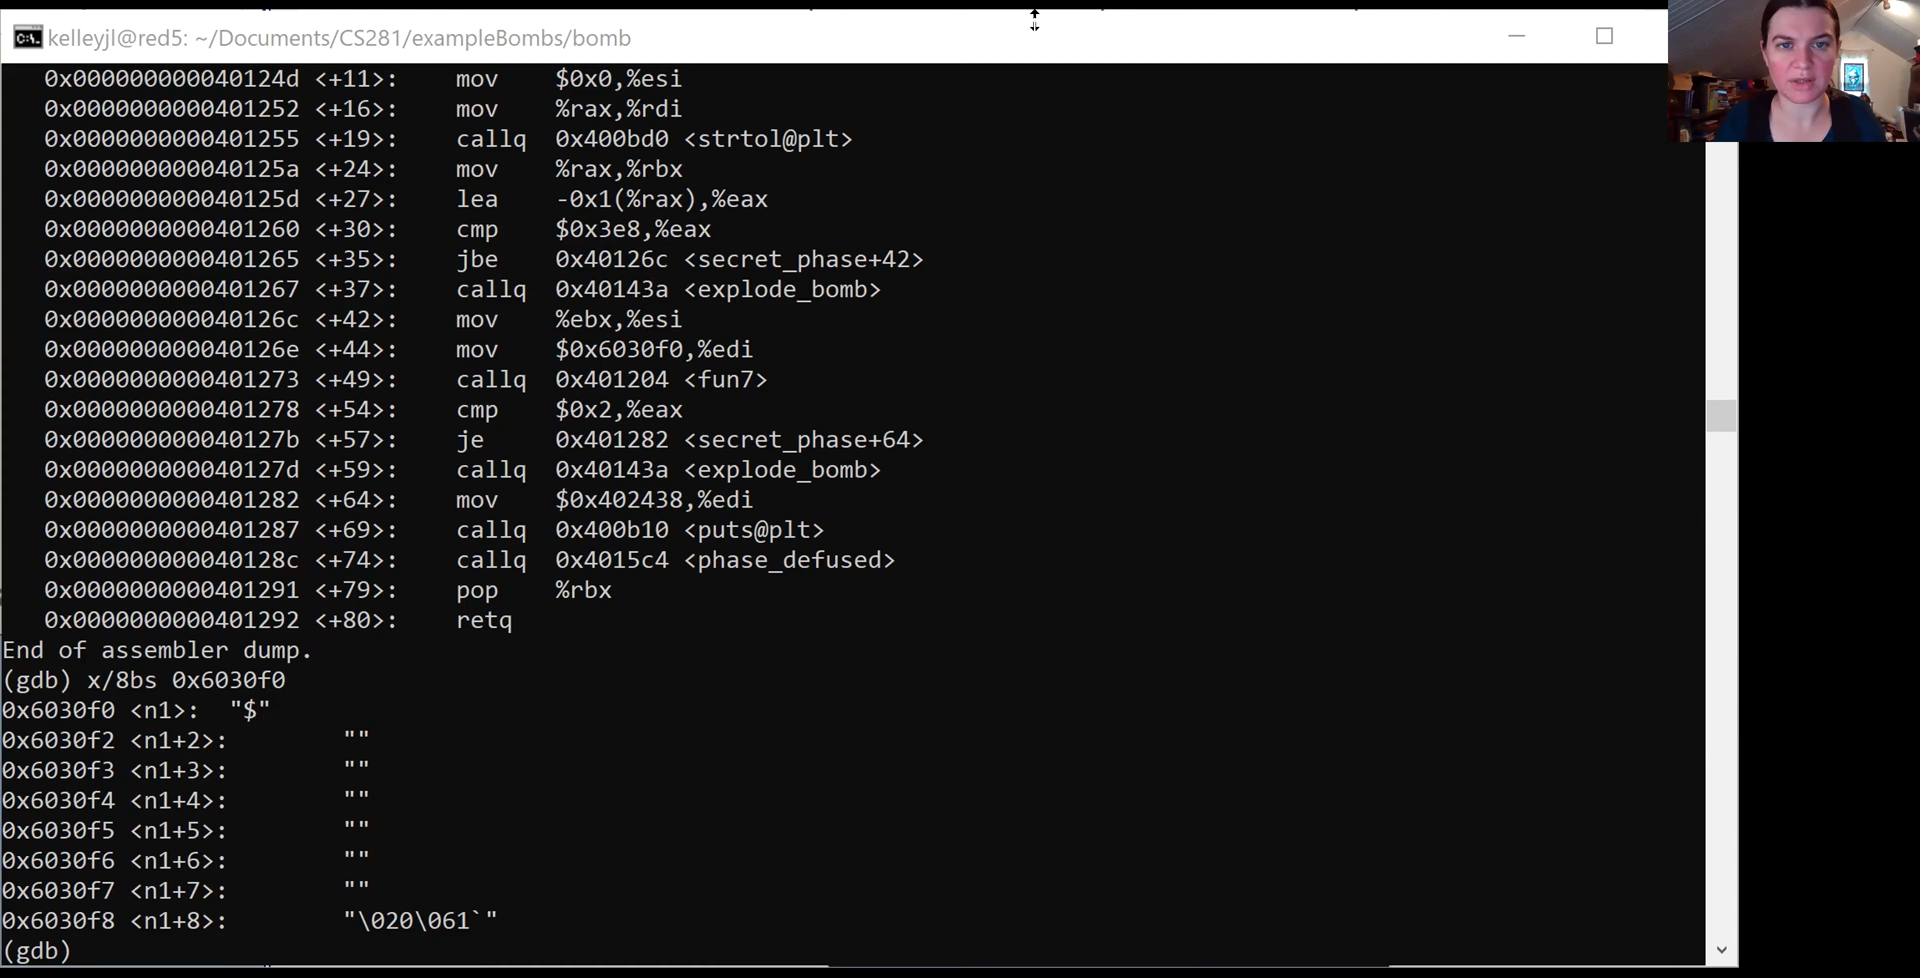 kelleyjl@red5: ~/Documents/CS281/exampleBombs/bomb
0x000000000040124d <+11>: mov $0x0,%esi
0x0000000000401252 <+16>: mov %rax,%rdi
0x0000000000401255 <+19>: callq 0x400bd0 <strtol@plt>
0x000000000040125a <+24>: mov %rax,%rbx
0x000000000040125d <+27>: lea -0x1(%rax),%eax
0x0000000000401260 <+30>: cmp $0x3e8,%eax
0x0000000000401265 <+35>: jbe 0x40126c <secret_phase+42>
0x0000000000401267 <+37>: callq 0x40143a <explode_bomb>
0x000000000040126c <+42>: mov %ebx,%esi
0x000000000040126e <+44>: mov $0x6030f0,%edi
0x0000000000401273 <+49>: callq 0x401204 <fun7>
0x0000000000401278 <+54>: cmp $0x2,%eax
0x000000000040127b <+57>: je 0x401282 <secret_phase+64>
0x000000000040127d <+59>: callq 0x40143a <explode_bomb>
0x0000000000401282 <+64>: mov $0x402438,%edi
0x0000000000401287 <+69>: callq 0x400b10 <puts@plt>
0x000000000040128c <+74>: callq 0x4015c4 <phase_defused>
0x0000000000401291 <+79>: pop %rbx
0x0000000000401292 <+80>: retq
End of assembler dump.
(gdb) x/8bs 0x6030f0
0x6030f0 <n1>: "$"
0x6030f2 <n1+2>: ""
0x6030f3 <n1+3>: ""
0x6030f4 <n1+4>: ""
0x6030f5 <n1+5>: ""
0x6030f6 <n1+6>: ""
0x6030f7 <n1+7>: ""
0x6030f8 <n1+8>: "\020\061`"
(gdb)